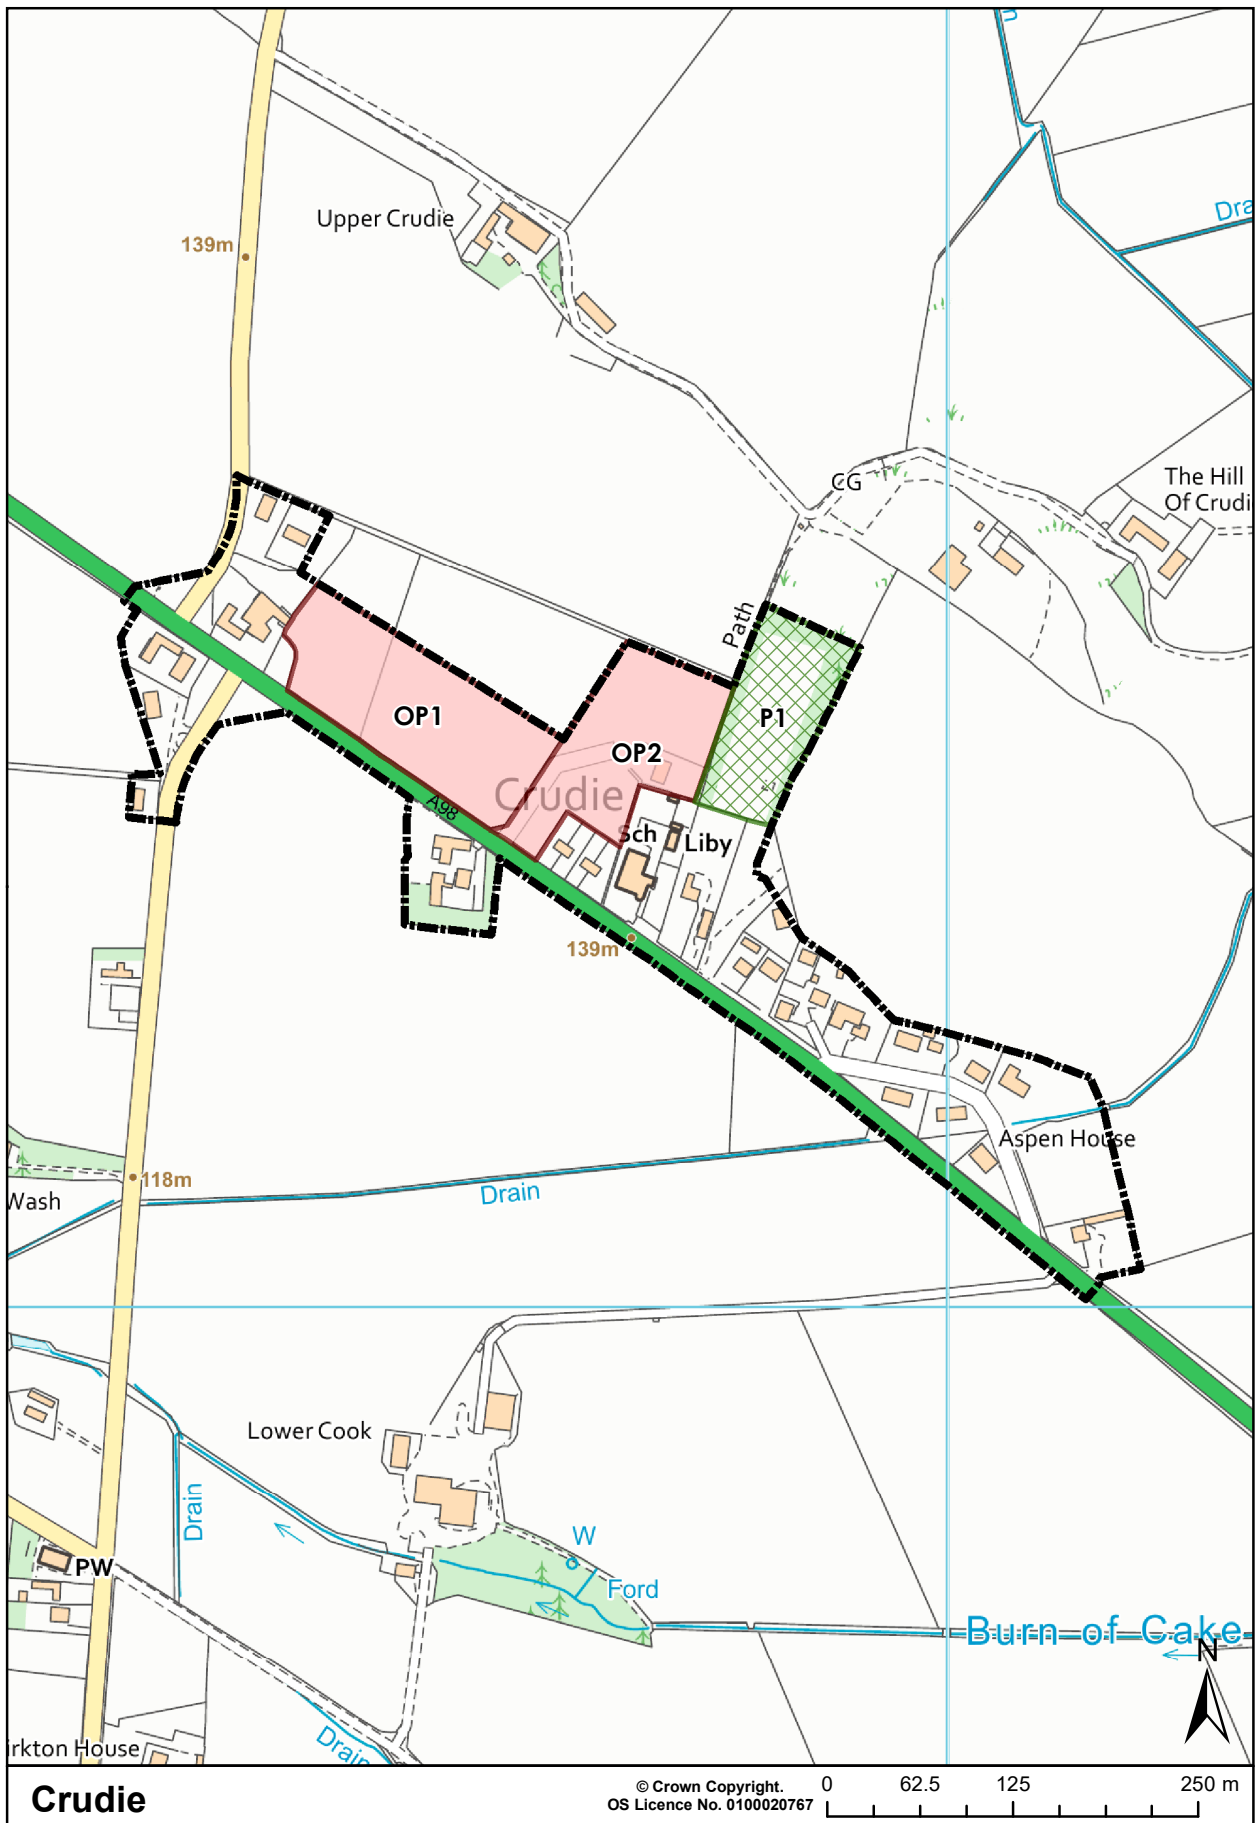 Dra
Upper Crudie
139m
CG
The Hill
Of Crudi
Path
OP1
P1
OP2
Crudie
A98
Sch
Liby
139m
Aspen House
118m
Wash
Drain
Lower Cook
Drain
W
PW
Ford
Burn of Cake
N
irkton House
Drain
Crudie
© Crown Copyright.
OS Licence No. 0100020767
0 62.5 125 250 m